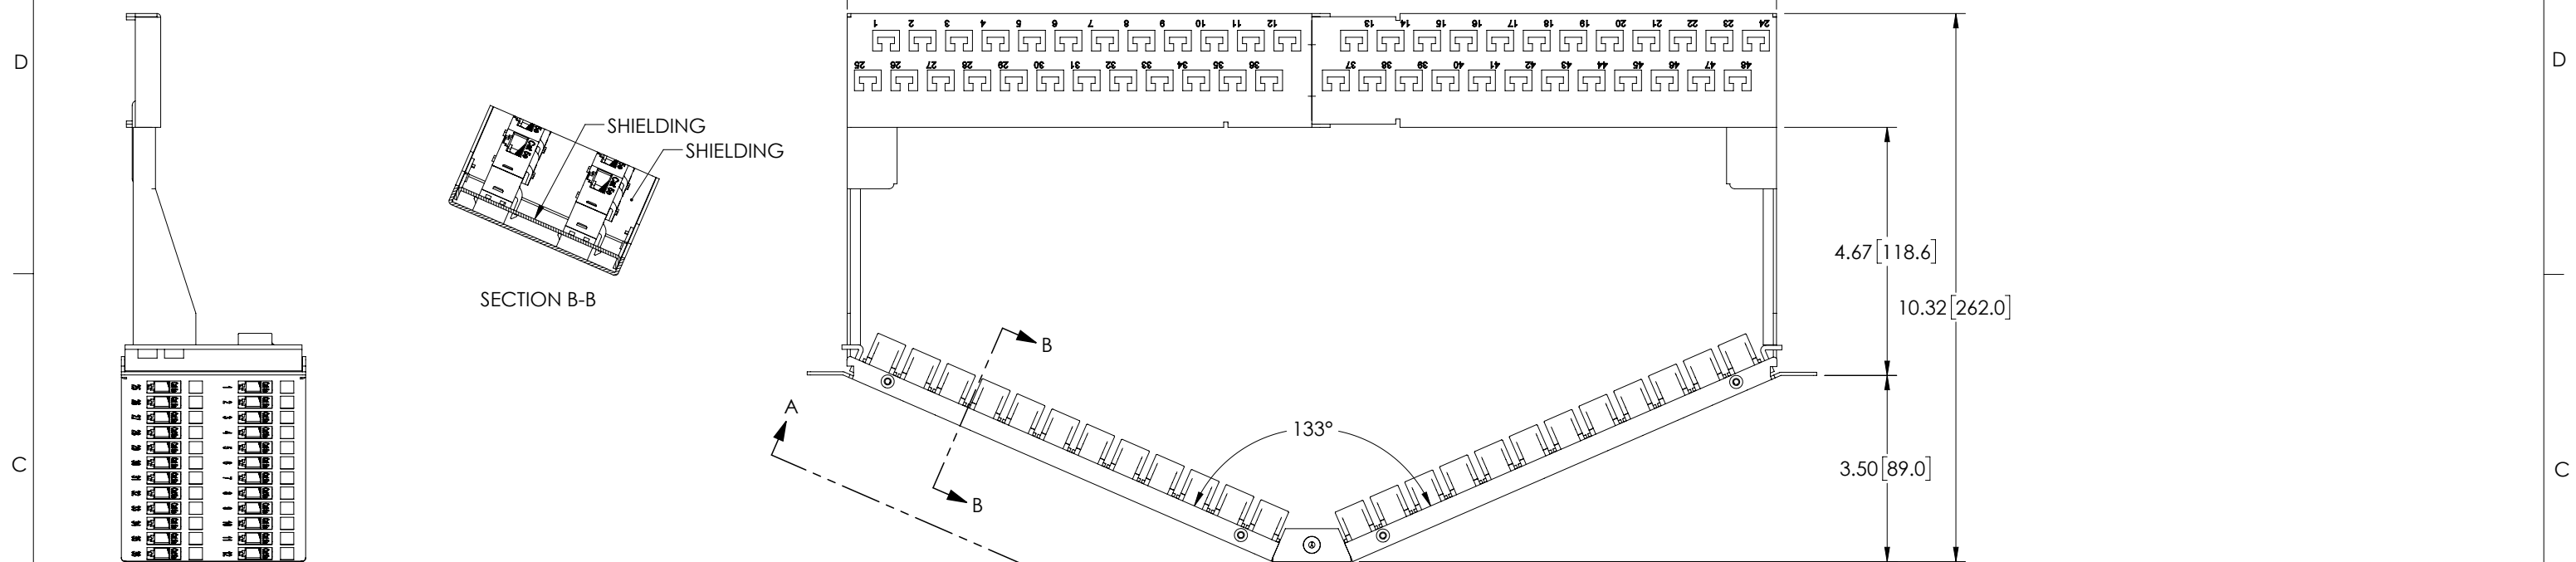 D
D
1 2 3 4 5 6 7 8 9 10 11 12 13 14 15 16 17 18 19 20 21 22 23 24
25 26 27 28 29 30 31 32 33 34 35 36 37 38 39 40 41 42 43 44 45 46 47 48
SHIELDING
SHIELDING
SECTION B-B
4.67[118.6]
10.32[262.0]
B
A
133°
3.50[89.0]
B
C
C